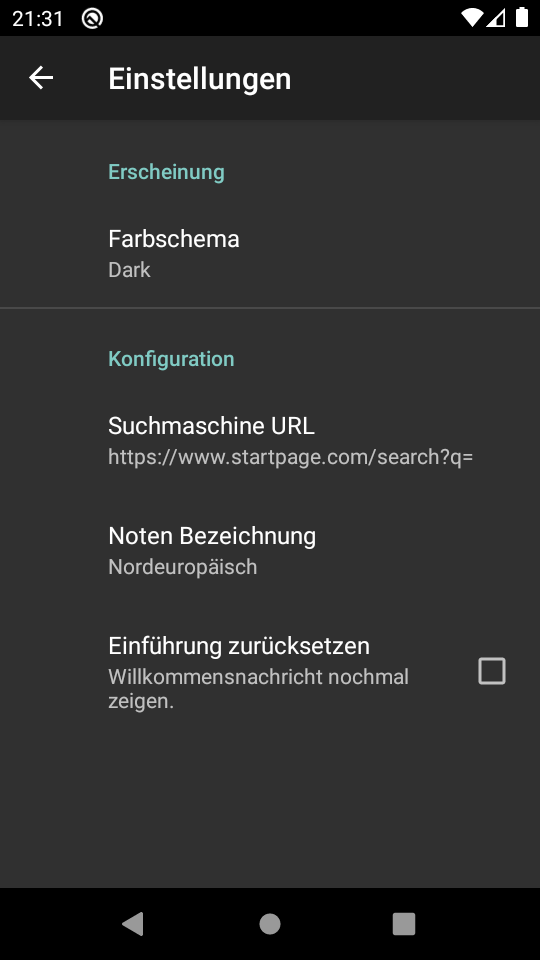 21:31
Einstellungen
Erscheinung
Farbschema
Dark
Konfiguration
Suchmaschine URL
https://www.startpage.com/search?q=
Noten Bezeichnung
Nordeuropäisch
Einführung zurücksetzen
Willkommensnachricht nochmal
zeigen.